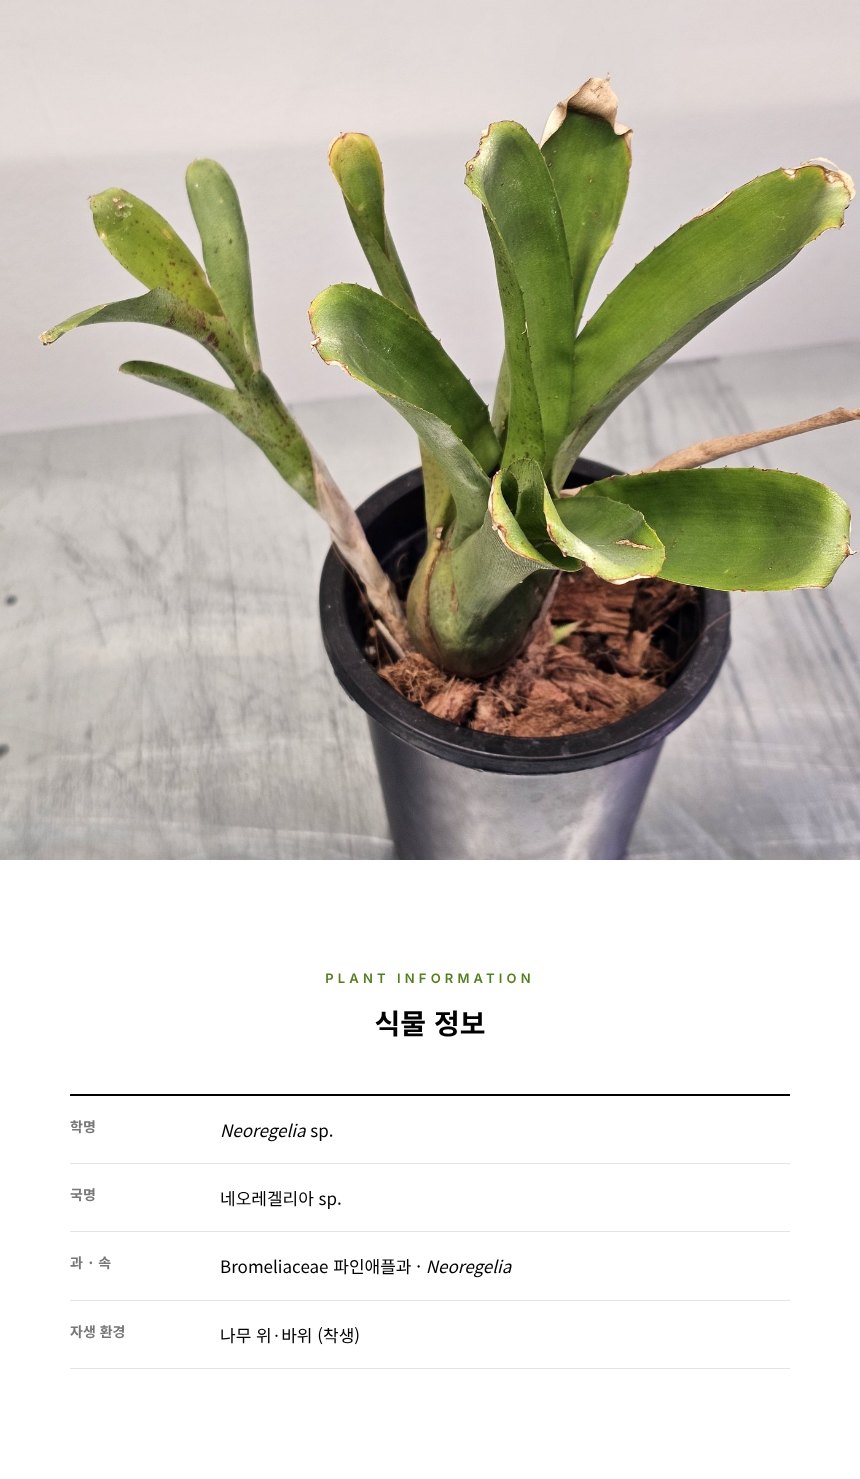 PLANT INFORMATION
식물 정보
학명
Neoregelia sp.
국명
네오레겔리아 sp.
과 · 속
Bromeliaceae 파인애플과 · Neoregelia
자생 환경
나무 위·바위 (착생)